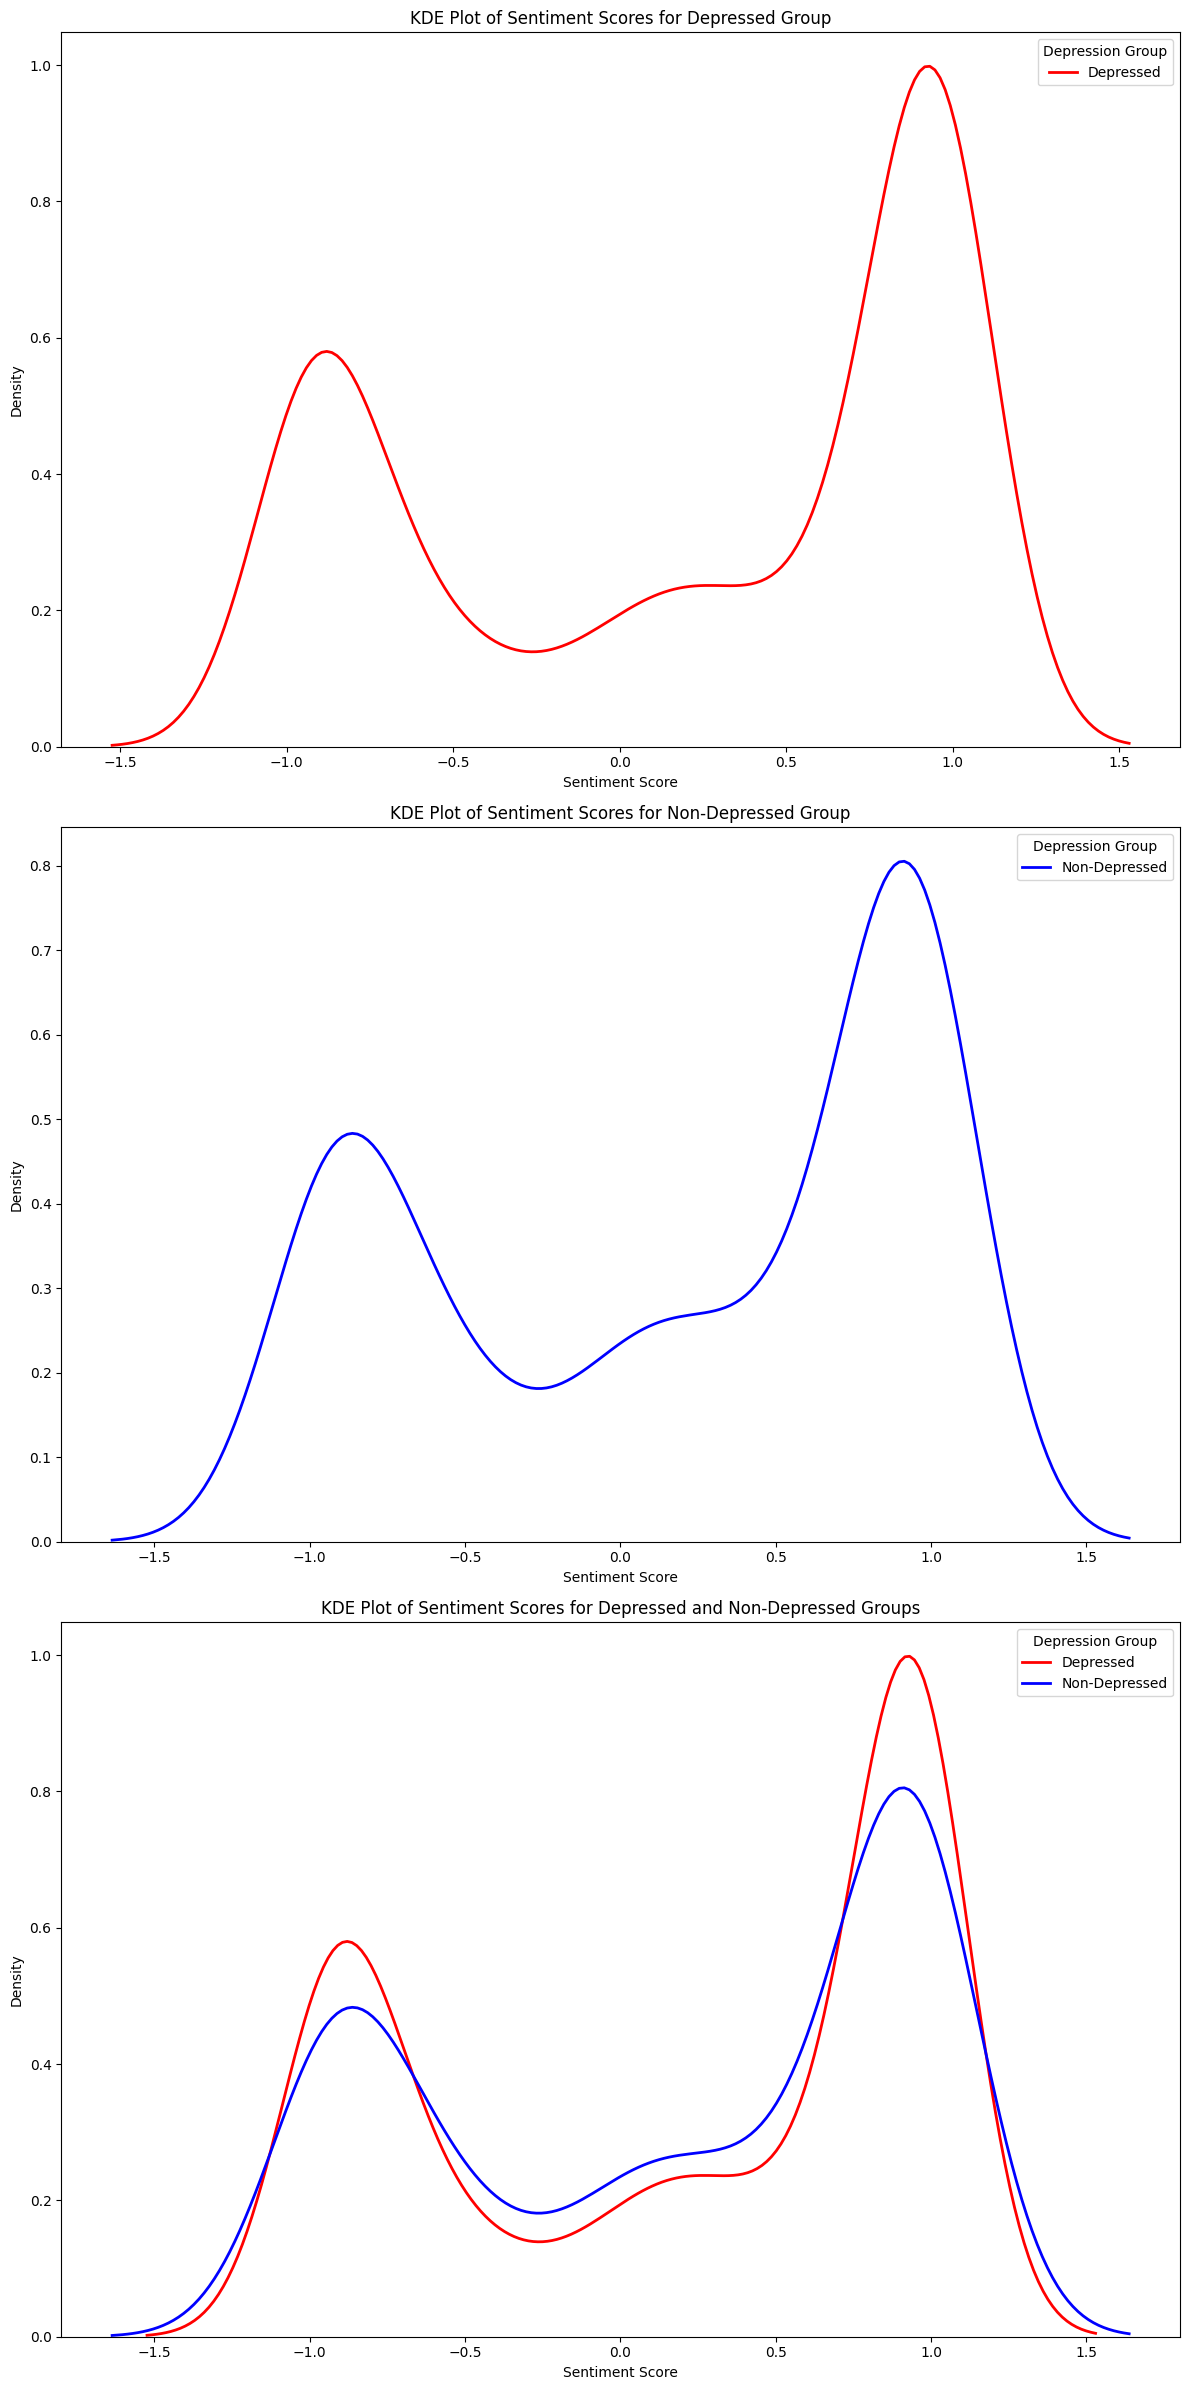 KDE Plot of Sentiment Scores for Depressed Group
Depression Group
Depressed
1.0
0.8
0.6
0.4
0.2
0.0
Density
−1.5 −1.0 −0.5 0.0 0.5 1.0 1.5
Sentiment Score
KDE Plot of Sentiment Scores for Non-Depressed Group
Depression Group
Non-Depressed
0.8
0.7
0.6
0.5
0.4
0.3
0.2
0.1
0.0
Density
−1.5 −1.0 −0.5 0.0 0.5 1.0 1.5
Sentiment Score
KDE Plot of Sentiment Scores for Depressed and Non-Depressed Groups
Depression Group
Depressed
Non-Depressed
1.0
0.8
0.6
0.4
0.2
0.0
Density
−1.5 −1.0 −0.5 0.0 0.5 1.0 1.5
Sentiment Score